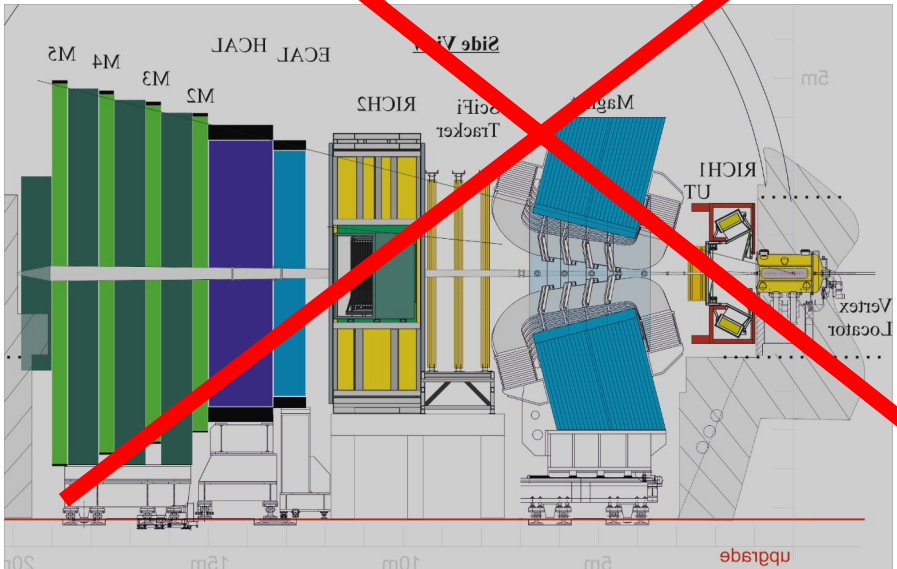 Side View
HCAL
ECAL
M5
M4
M3
M2
5m
RICH2
SciFi
Tracker
Magnet
RICH1
UT
Vertex
Locator
15m
10m
5m
upgrade